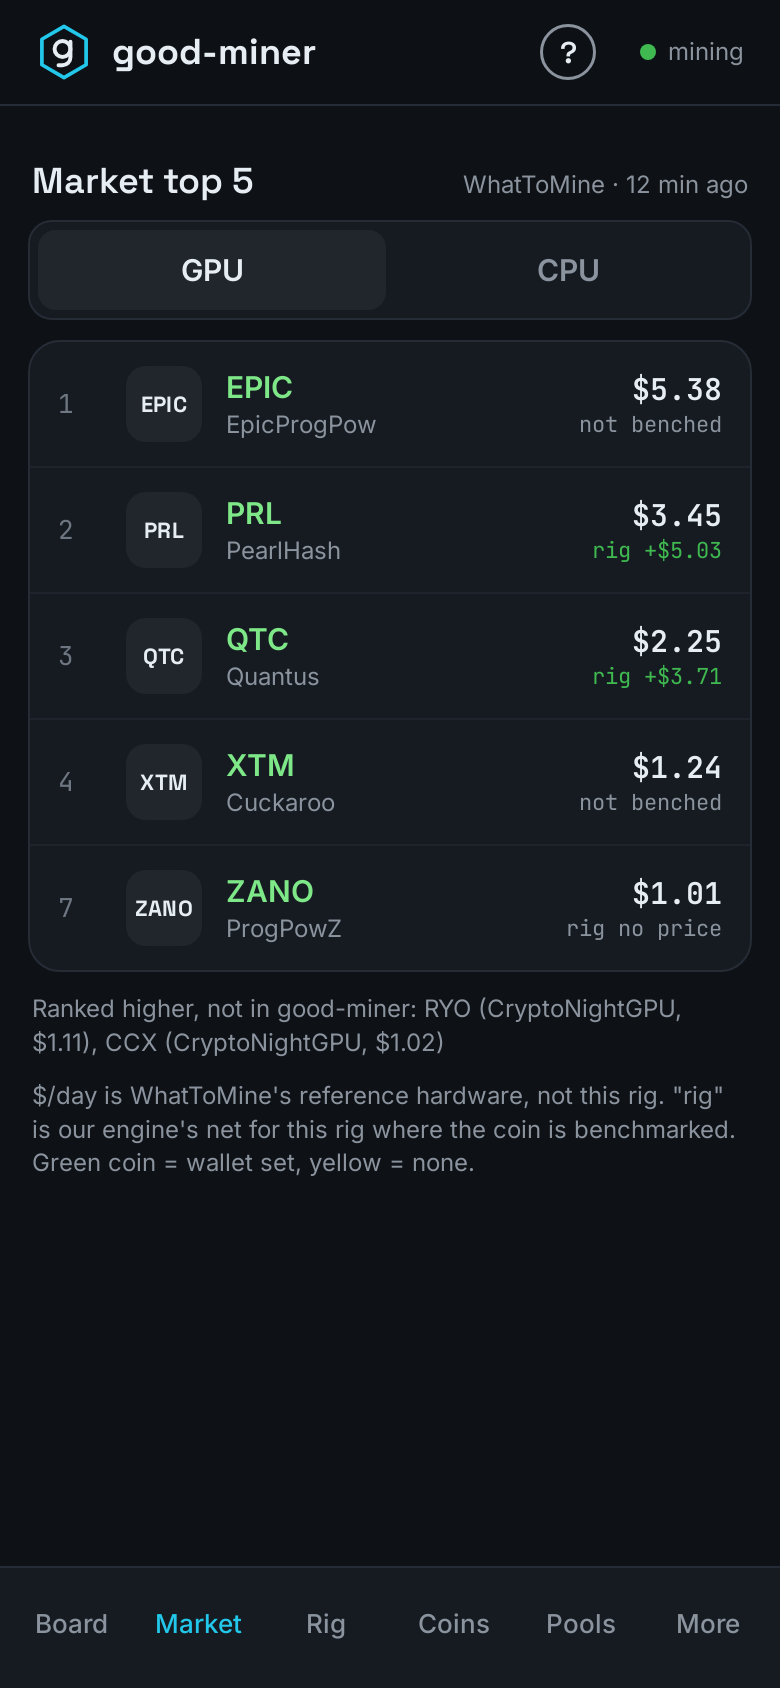 good-miner
?
mining
Market top 5
WhatToMine · 12 min ago
GPU
CPU
1
EPIC
EPIC
EpicProgPow
$5.38
not benched
2
PRL
PRL
PearlHash
$3.45
rig +$5.03
3
QTC
QTC
Quantus
$2.25
rig +$3.71
4
XTM
XTM
Cuckaroo
$1.24
not benched
7
ZANO
ZANO
ProgPowZ
$1.01
rig no price
Ranked higher, not in good-miner: RYO (CryptoNightGPU,
$1.11), CCX (CryptoNightGPU, $1.02)
$/day is WhatToMine's reference hardware, not this rig. "rig"
is our engine's net for this rig where the coin is benchmarked.
Green coin = wallet set, yellow = none.
Board
Market
Rig
Coins
Pools
More